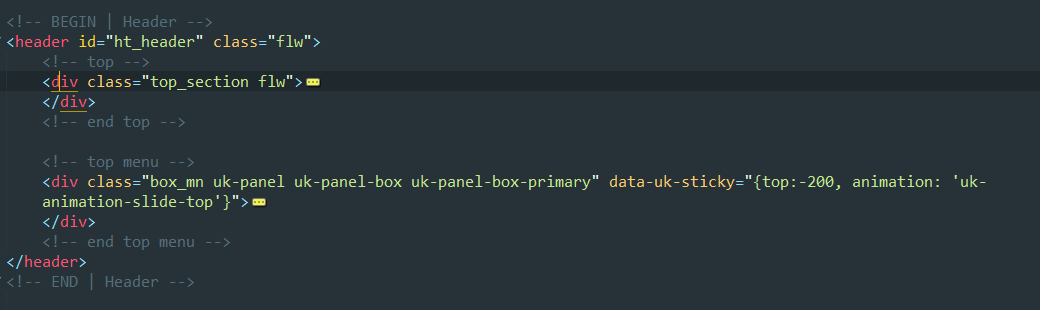 <!-- BEGIN | Header -->
<header id="ht_header" class="flw">
<!-- top -->
<div class="top_section flw">
</div>
<!-- end top -->
<!-- top menu -->
<div class="box_mn uk-panel uk-panel-box uk-panel-box-primary" data-uk-sticky="{top:-200, animation: 'uk-
animation-slide-top'}">
</div>
<!-- end top menu -->
</header>
<!-- END | Header -->